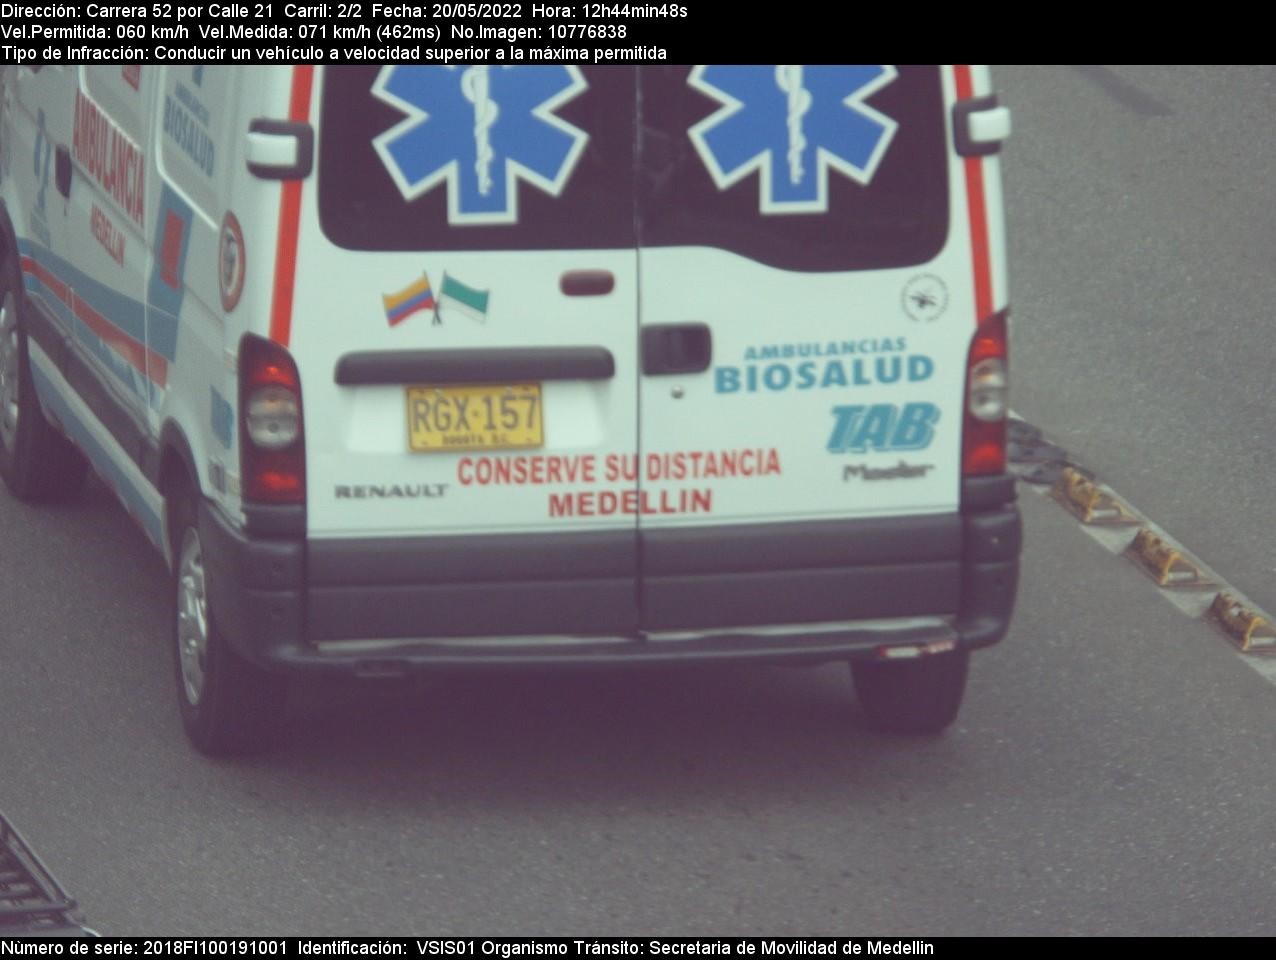 Dirección: Carrera 52 por Calle 21 Carril: 2/2 Fecha: 20/05/2022 Hora: 12h44min48s
Vel.Permitida: 060 km/h Vel.Medida: 071 km/h (462ms) No.Imagen: 10776838
Tipo de Infracción: Conducir un vehículo a velocidad superior a la máxima permitida
AMBULANCIA
MEDELLIN
AMBULANCIAS
BIOSALUD
AMBULANCIAS
BIOSALUD
TAB
Master
RGX·157
BOGOTA D.C.
RENAULT
CONSERVE SU DISTANCIA
MEDELLIN
Nùmero de serie: 2018FI100191001 Identificación: VSIS01 Organismo Tránsito: Secretaria de Movilidad de Medellin